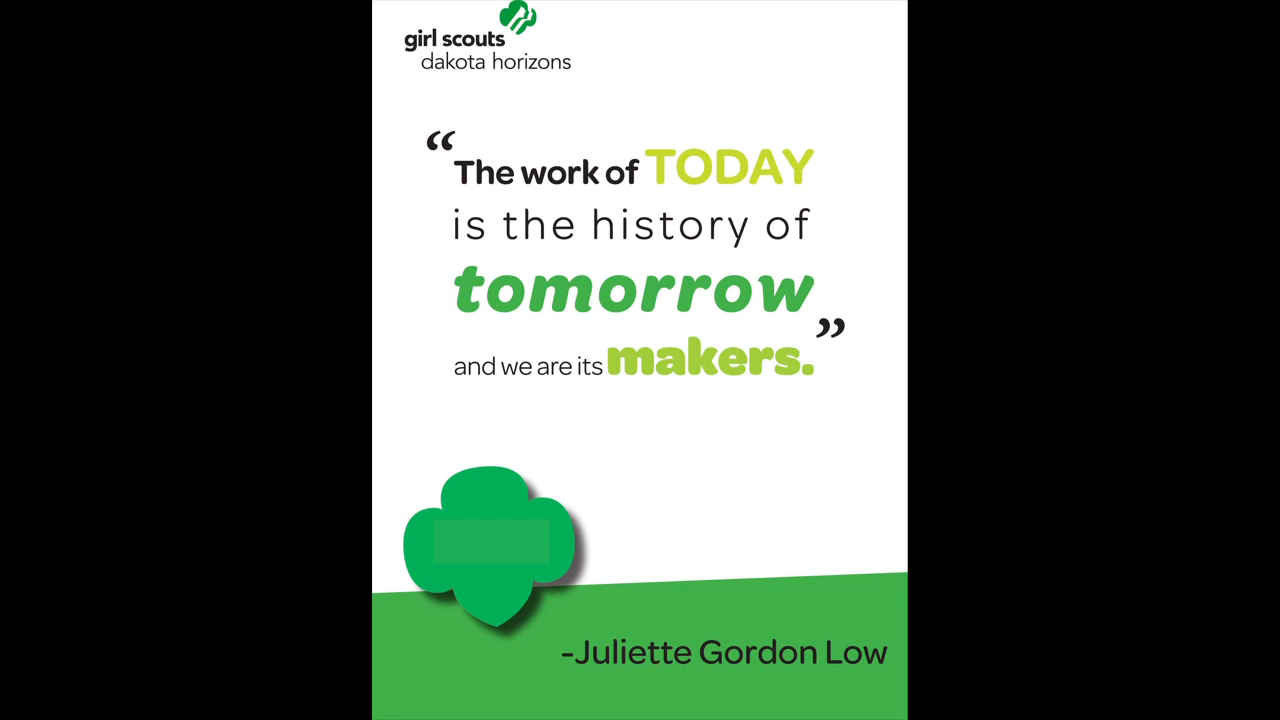 girl scouts
dakota horizons
“The work of TODAY
is the history of
tomorrow
and we are its makers.”
-Juliette Gordon Low